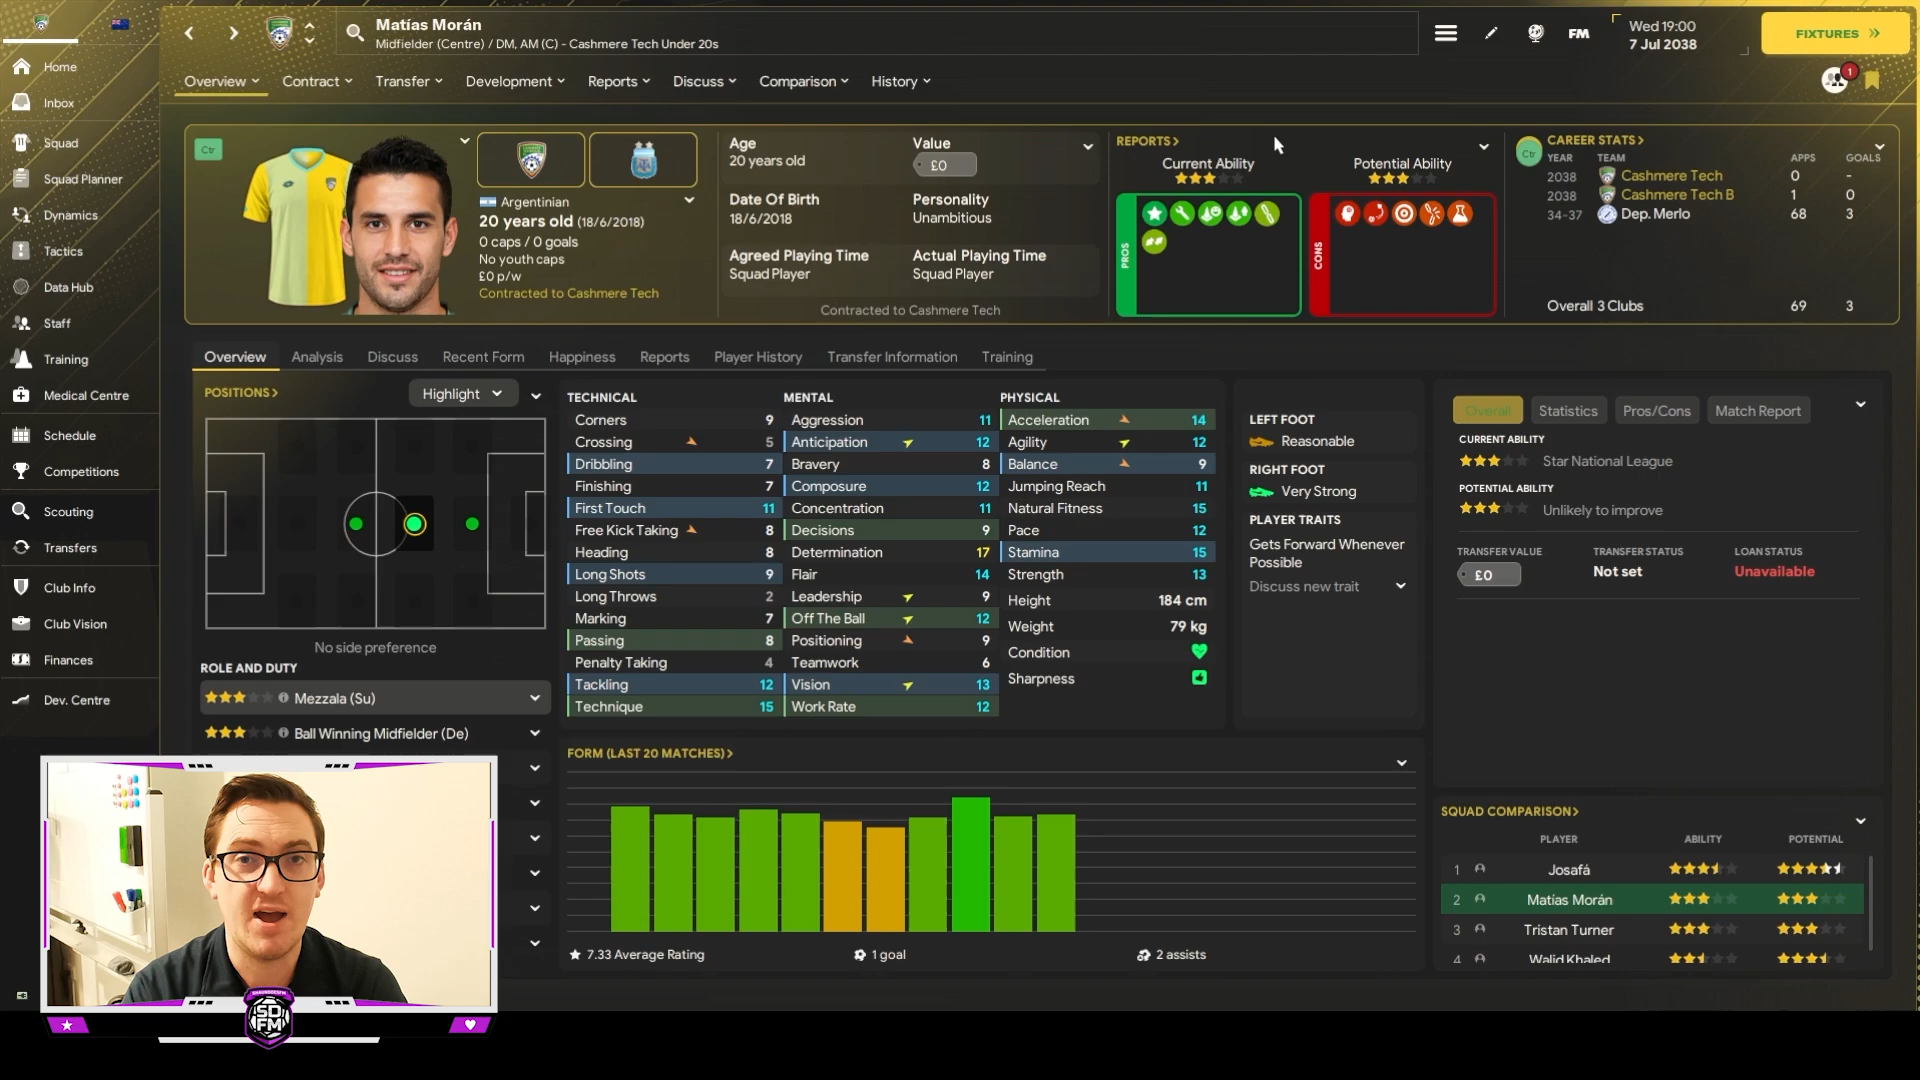 Matías Morán
Midfielder (Centre) / DM, AM (C) - Cashmere Tech Under 20s
FM
Wed 19:00
7 Jul 2038
FIXTURES
Home
Inbox
Squad
Squad Planner
Dynamics
Tactics
Data Hub
Staff
Training
Medical Centre
Schedule
Competitions
Scouting
Transfers
Club Info
Club Vision
Finances
Dev. Centre
Overview
Contract
Transfer
Development
Reports
Discuss
Comparison
History
1
Ctr
Argentinian
20 years old (18/6/2018)
0 caps / 0 goals
No youth caps
£0 p/w
Contracted to Cashmere Tech
Age
20 years old
Value
£0
Date Of Birth
18/6/2018
Personality
Unambitious
Agreed Playing Time
Squad Player
Actual Playing Time
Squad Player
Contracted to Cashmere Tech
REPORTS >
Current Ability
Potential Ability
PROS
CONS
Ctr
CAREER STATS >
YEAR TEAM APPS GOALS
2038 Cashmere Tech 0 -
2038 Cashmere Tech B 1 0
34-37 Dep. Merlo 68 3
Overall 3 Clubs 69 3
Overview
Analysis
Discuss
Recent Form
Happiness
Reports
Player History
Transfer Information
Training
POSITIONS >
Highlight
No side preference
ROLE AND DUTY
Mezzala (Su)
Ball Winning Midfielder (De)
TECHNICAL
Corners 9
Crossing 5
Dribbling 7
Finishing 7
First Touch 11
Free Kick Taking 8
Heading 8
Long Shots 9
Long Throws 2
Marking 7
Passing 8
Penalty Taking 4
Tackling 12
Technique 15
MENTAL
Aggression 11
Anticipation 12
Bravery 8
Composure 12
Concentration 11
Decisions 9
Determination 17
Flair 14
Leadership 9
Off The Ball 12
Positioning 9
Teamwork 6
Vision 13
Work Rate 12
PHYSICAL
Acceleration 14
Agility 12
Balance 9
Jumping Reach 11
Natural Fitness 15
Pace 12
Stamina 15
Strength 13
Height 184 cm
Weight 79 kg
Condition
Sharpness
LEFT FOOT
Reasonable
RIGHT FOOT
Very Strong
PLAYER TRAITS
Gets Forward Whenever
Possible
Discuss new trait
Overall
Statistics
Pros/Cons
Match Report
CURRENT ABILITY
Star National League
POTENTIAL ABILITY
Unlikely to improve
TRANSFER VALUE
£0
TRANSFER STATUS
Not set
LOAN STATUS
Unavailable
FORM (LAST 20 MATCHES) >
7.33 Average Rating
1 goal
2 assists
SQUAD COMPARISON >
PLAYER ABILITY POTENTIAL
1 Josafá
2 Matías Morán
3 Tristan Turner
4 Walid Khaled
SD
FM